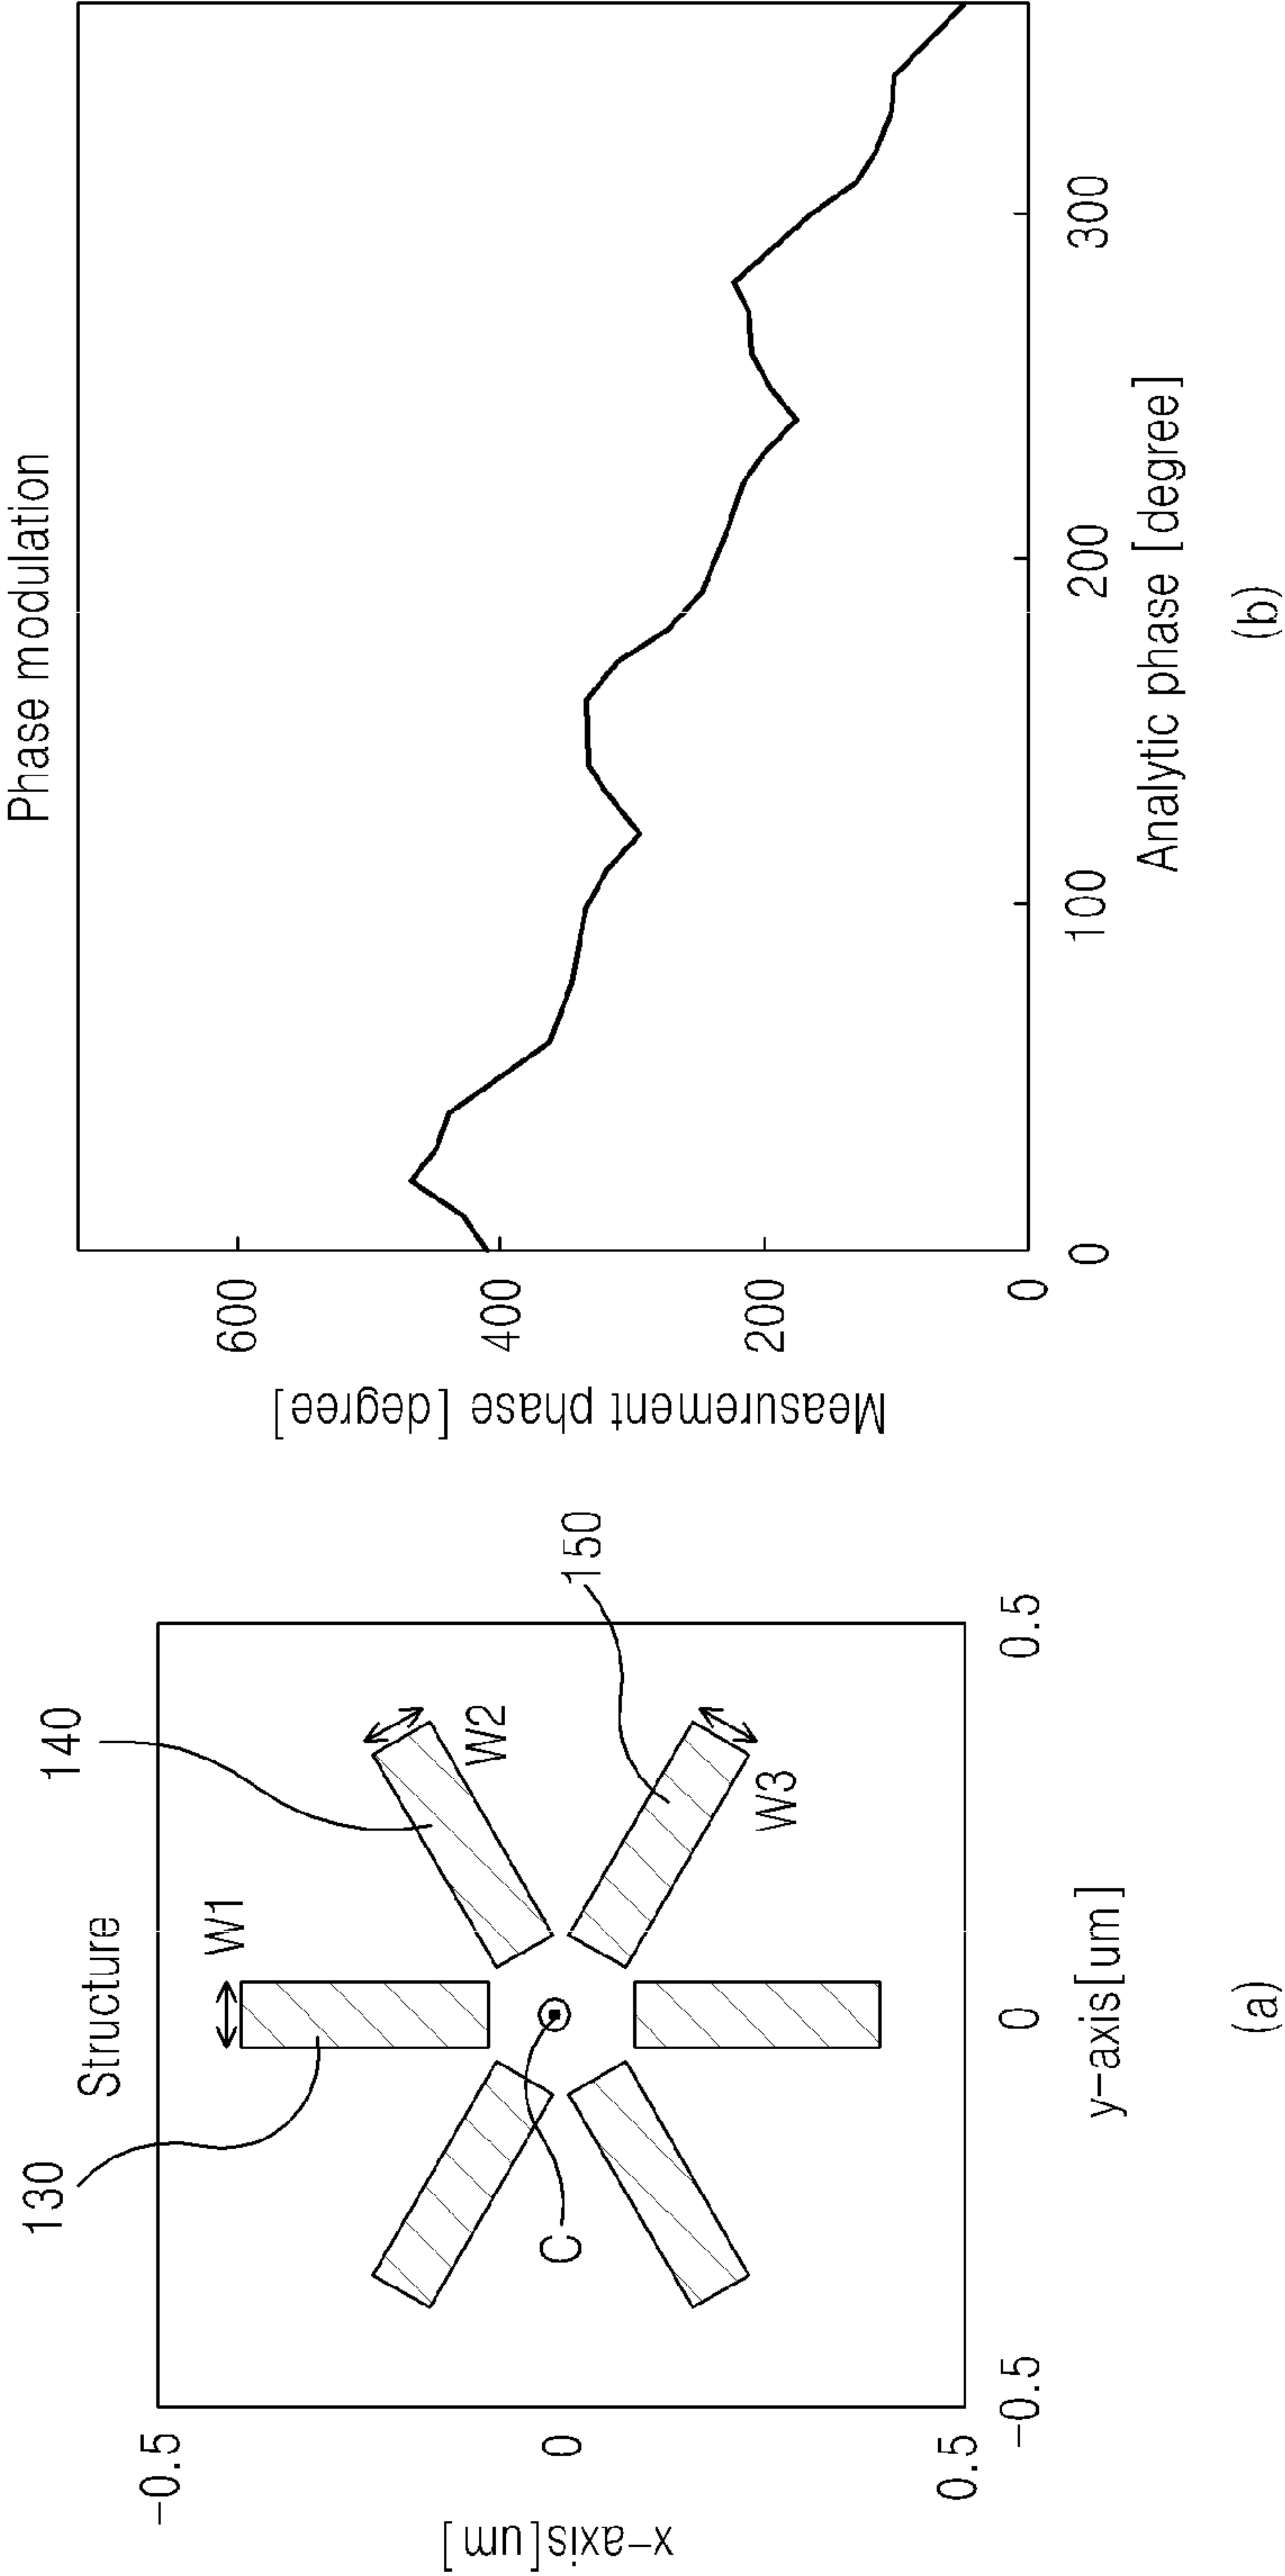 Structure
130
W1
140
W2
150
W3
C
x-axis[um]
-0.5
0
0.5
-0.5
0
0.5
y-axis[um]
(a)
Phase modulation
Measurement phase [degree]
600
400
200
0
0
100
200
300
Analytic phase [degree]
(b)